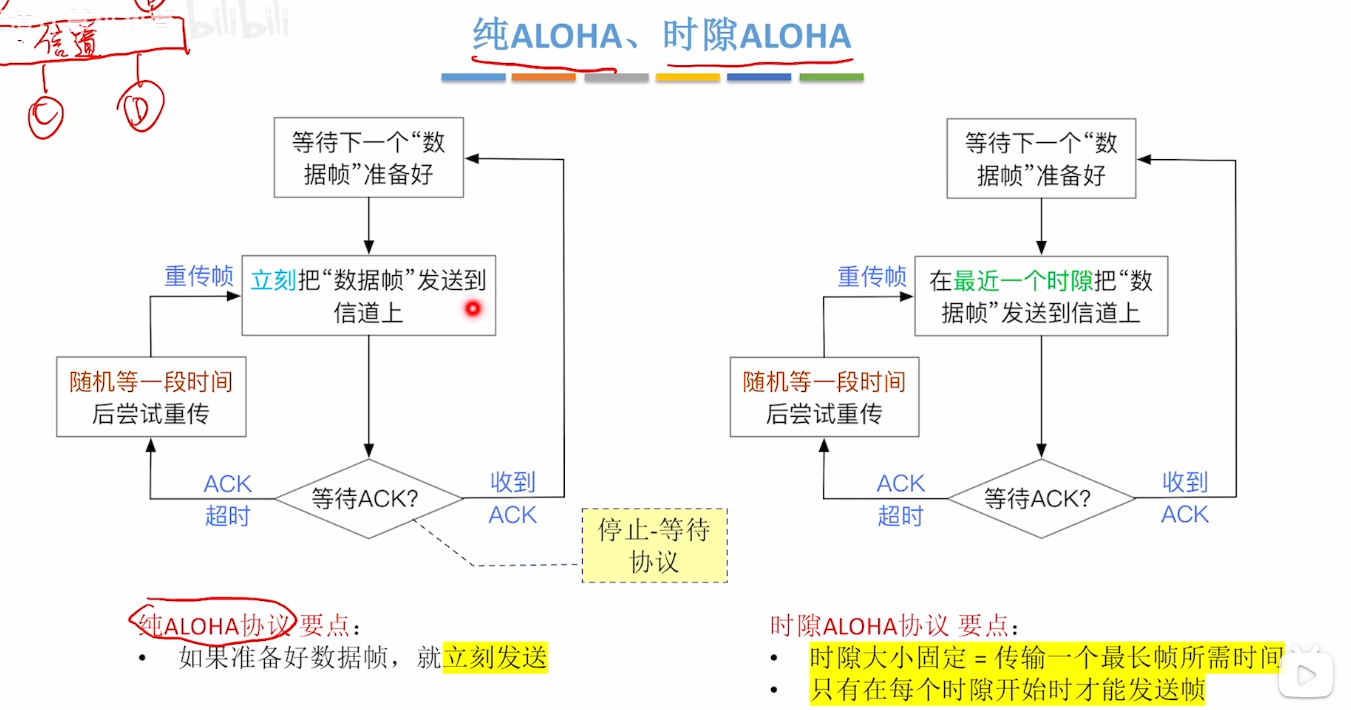 bilibili
信道
C
D
纯ALOHA、时隙ALOHA
等待下一个“数
据帧”准备好
重传帧
立刻把“数据帧”发送到
信道上
随机等一段时间
后尝试重传
ACK
超时
等待ACK?
收到
ACK
停止-等待
协议
纯ALOHA协议 要点：
• 如果准备好数据帧，就立刻发送
等待下一个“数
据帧”准备好
重传帧
在最近一个时隙把“数
据帧”发送到信道上
随机等一段时间
后尝试重传
ACK
超时
等待ACK?
收到
ACK
时隙ALOHA协议 要点：
• 时隙大小固定 = 传输一个最长帧所需时间
• 只有在每个时隙开始时才能发送帧